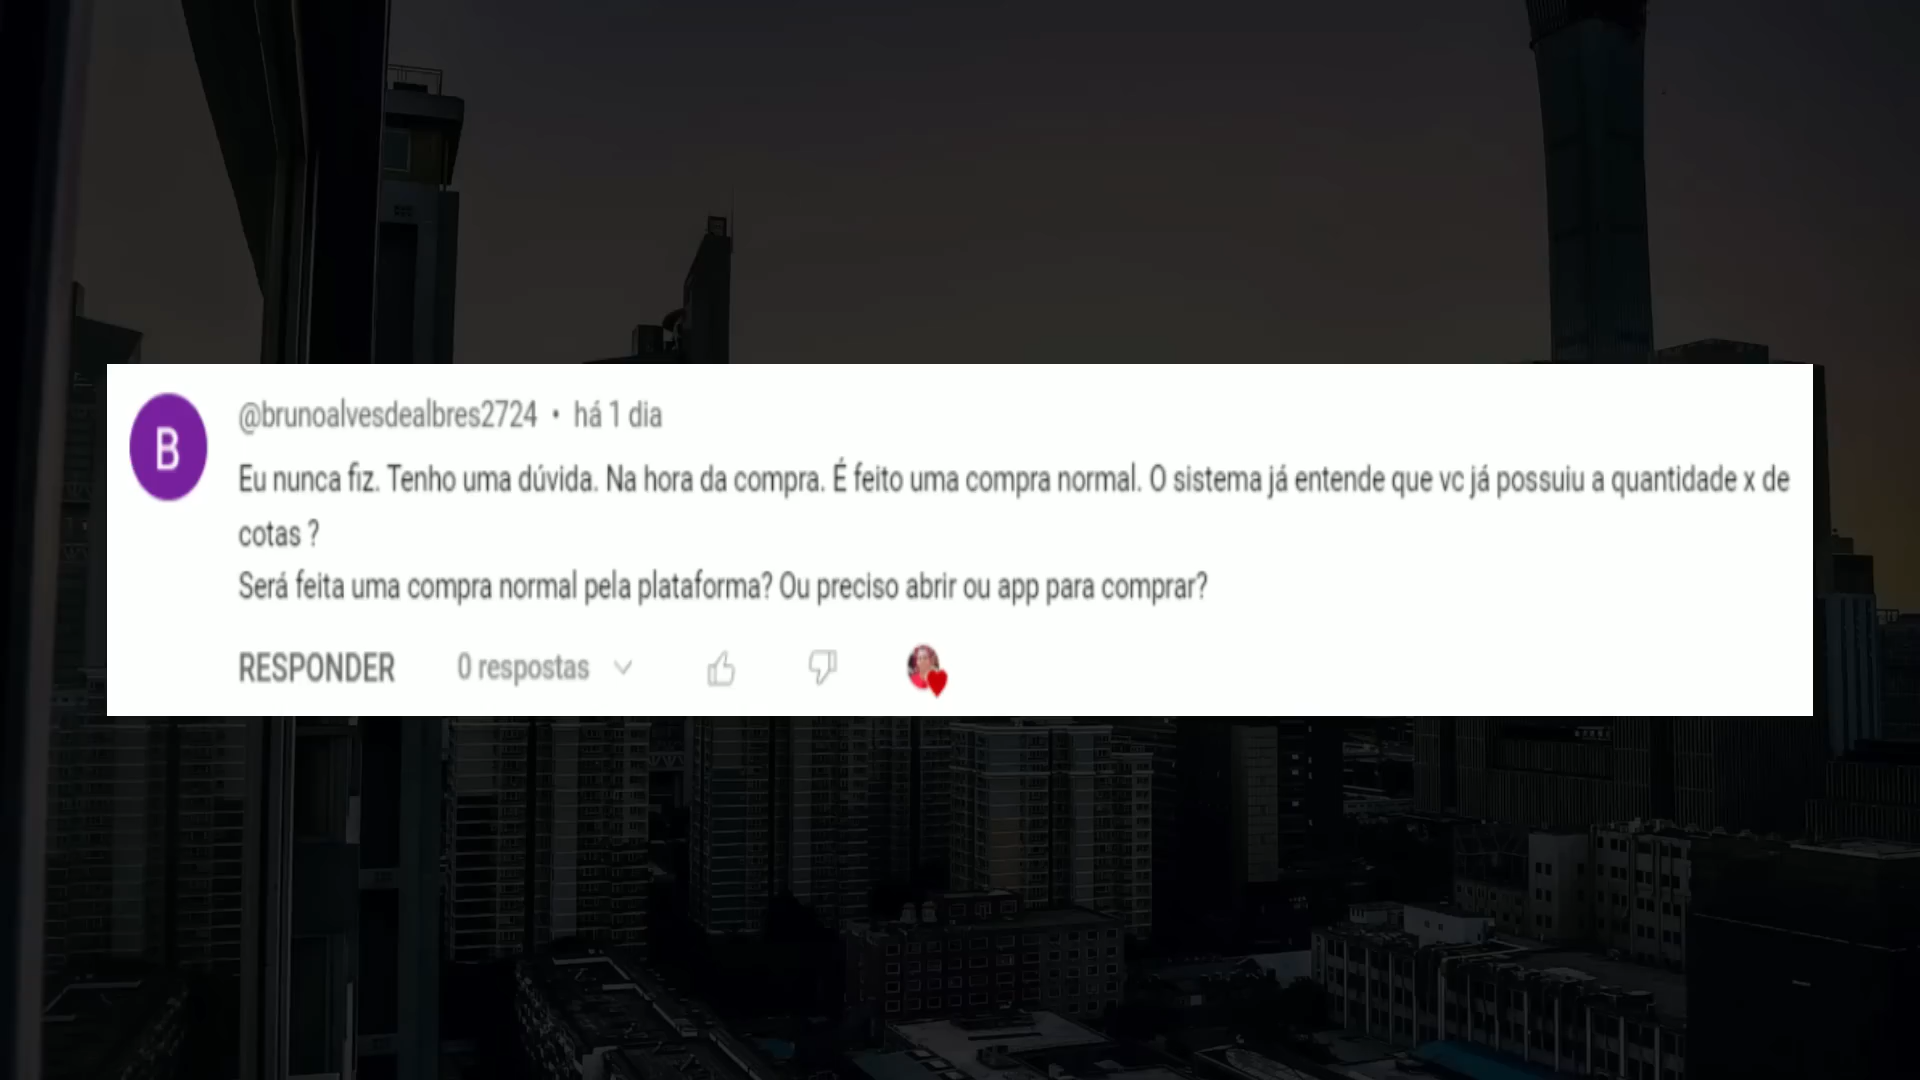 B
@brunoalvesdealbres2724 • há 1 dia
Eu nunca fiz. Tenho uma dúvida. Na hora da compra. É feito uma compra normal. O sistema já entende que vc já possuiu a quantidade x de
cotas ?
Será feita uma compra normal pela plataforma? Ou preciso abrir ou app para comprar?
RESPONDER 0 respostas